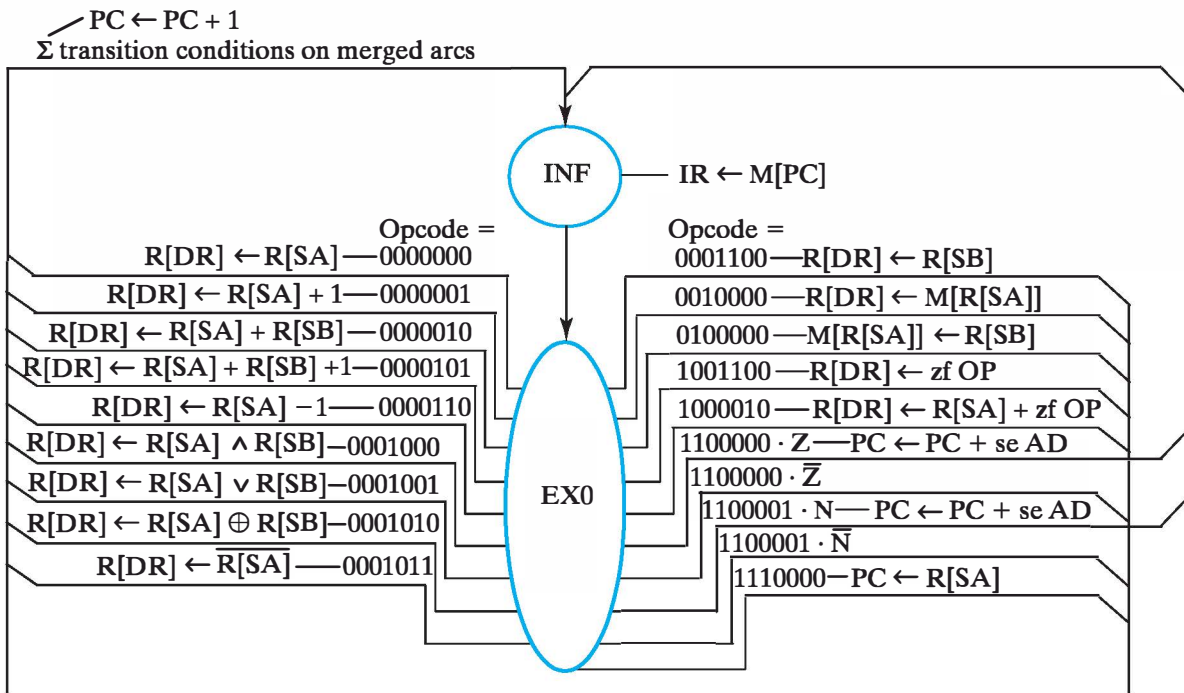 PC ← PC + 1
Σ transition conditions on merged arcs
INF
IR ← M[PC]
Opcode =
R[DR] ← R[SA] — 0000000
R[DR] ← R[SA] + 1 — 0000001
R[DR] ← R[SA] + R[SB] — 0000010
R[DR] ← R[SA] + R[SB] +1 — 0000101
R[DR] ← R[SA] −1 — 0000110
R[DR] ← R[SA] ∧ R[SB] — 0001000
R[DR] ← R[SA] ∨ R[SB] — 0001001
R[DR] ← R[SA] ⊕ R[SB] — 0001010
R[DR] ← R̅[̅S̅A̅]̅ — 0001011
EX0
Opcode =
0001100 — R[DR] ← R[SB]
0010000 — R[DR] ← M[R[SA]]
0100000 — M[R[SA]] ← R[SB]
1001100 — R[DR] ← zf OP
1000010 — R[DR] ← R[SA] + zf OP
1100000 · Z — PC ← PC + se AD
1100000 · Z̅
1100001 · N — PC ← PC + se AD
1100001 · N̅
1110000 — PC ← R[SA]